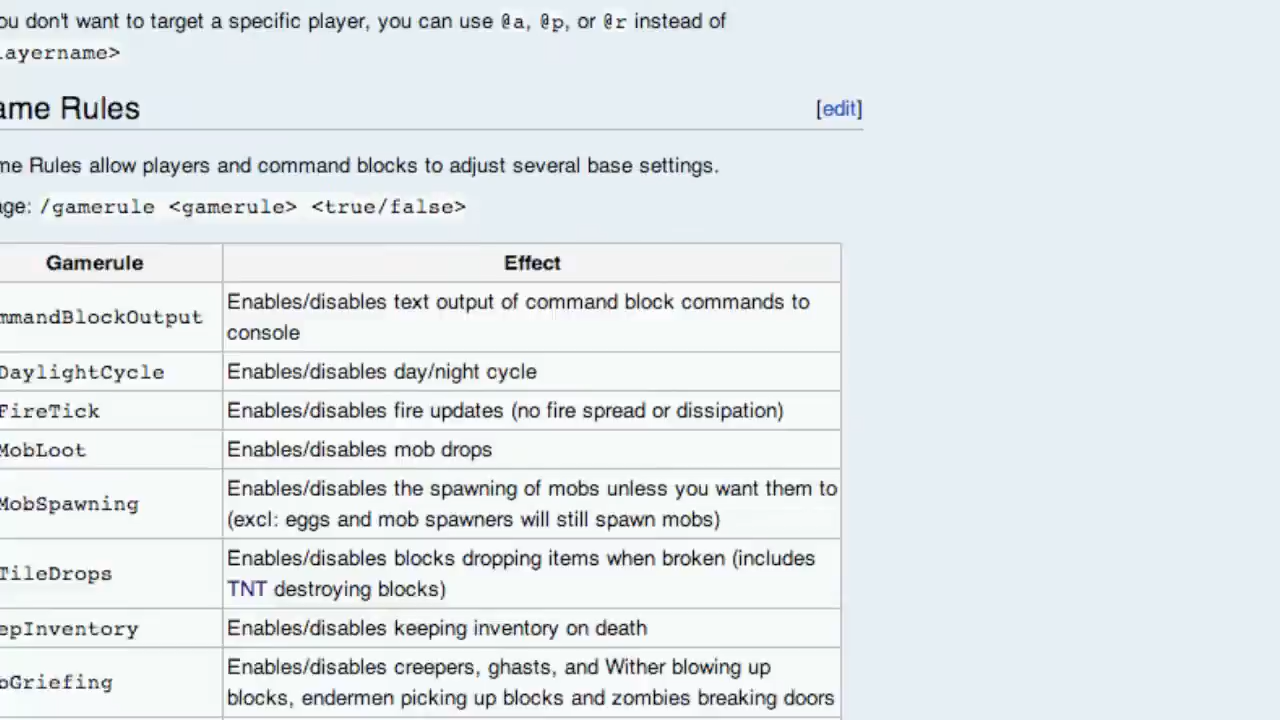 ou don't want to target a specific player, you can use @a, @p, or @r instead of
ayername>
ame Rules
[edit]
me Rules allow players and command blocks to adjust several base settings.
age: /gamerule <gamerule> <true/false>
Gamerule Effect
mmandBlockOutput Enables/disables text output of command block commands to
console
DaylightCycle Enables/disables day/night cycle
FireTick Enables/disables fire updates (no fire spread or dissipation)
MobLoot Enables/disables mob drops
MobSpawning Enables/disables the spawning of mobs unless you want them to
(excl: eggs and mob spawners will still spawn mobs)
TileDrops Enables/disables blocks dropping items when broken (includes
TNT destroying blocks)
epInventory Enables/disables keeping inventory on death
bGriefing Enables/disables creepers, ghasts, and Wither blowing up
blocks, endermen picking up blocks and zombies breaking doors